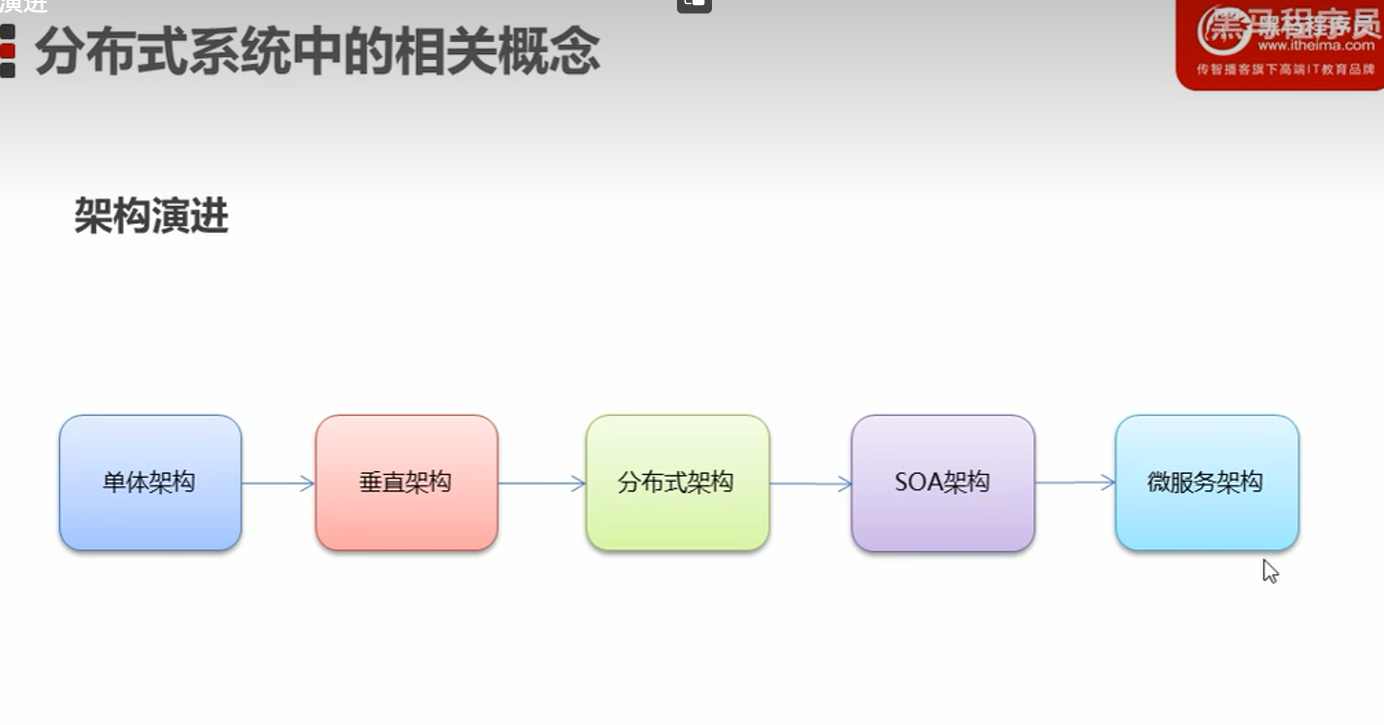 演进
分布式系统中的相关概念
黑马程序员
www.itheima.com
传智播客旗下高端IT教育品牌
架构演进
单体架构
垂直架构
分布式架构
SOA架构
微服务架构